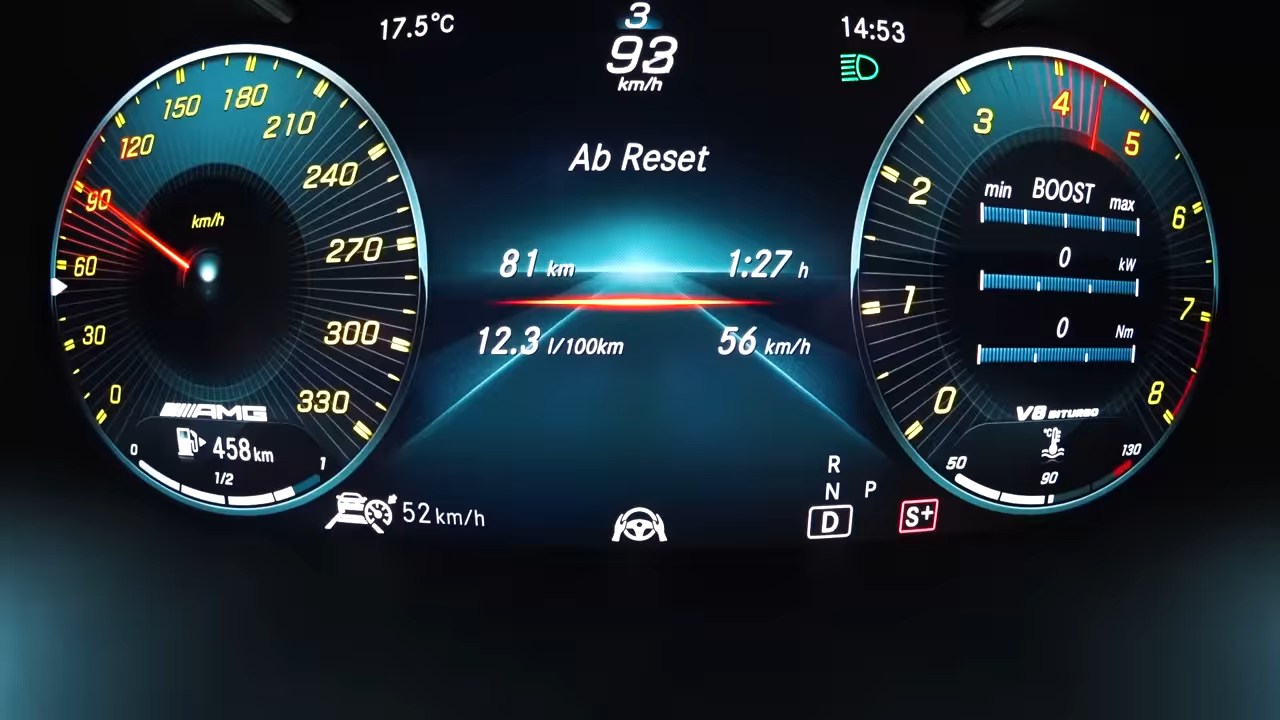 17.5°C
3
93
km/h
14:53
Ab Reset
81 km
1:27 h
12.3 l/100km
56 km/h
0
30
60
90
120
150
180
210
240
270
300
330
km/h
AMG
458 km
0
1/2
1
52 km/h
R
N
P
D
S+
0
1
2
3
4
5
6
7
8
min BOOST max
0 kW
0 Nm
V8 BITURBO
°C
50
90
130